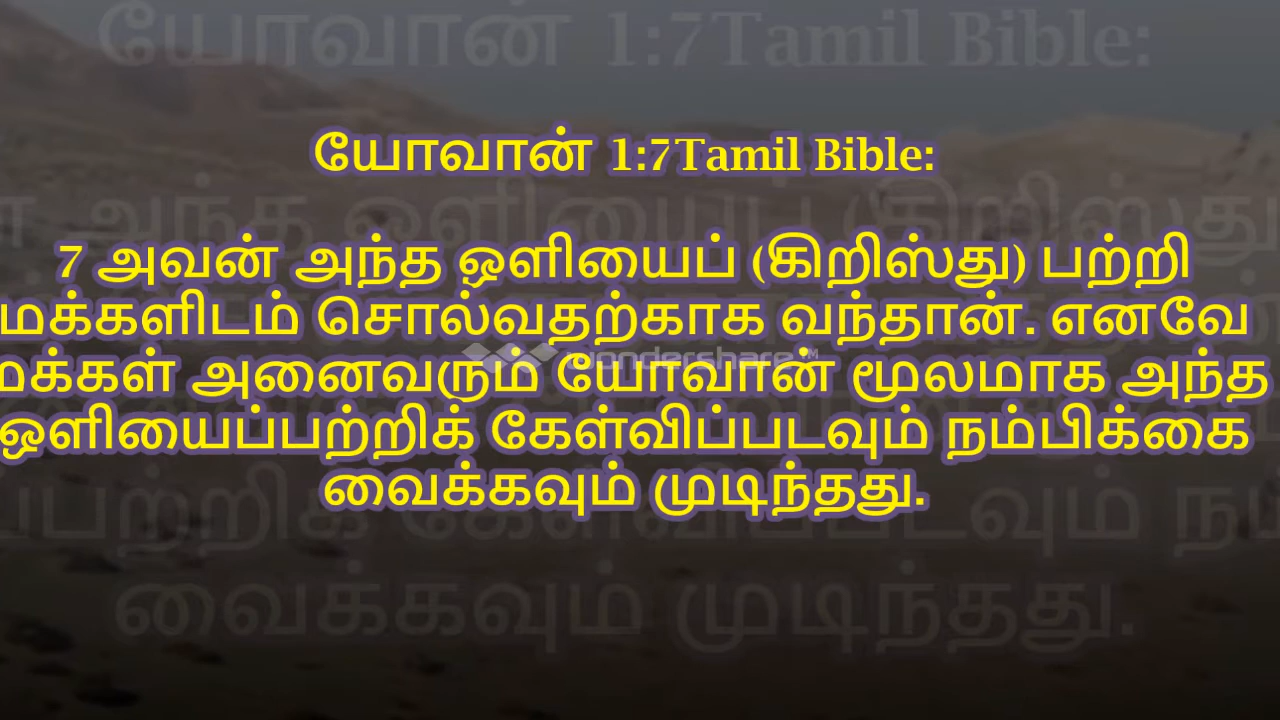 யோவான் 1:7Tamil Bible:
7 அவன் அந்த ஒளியைப் (கிறிஸ்து) பற்றி
மக்களிடம் சொல்வதற்காக வந்தான். எனவே
மக்கள் அனைவரும் யோவான் மூலமாக அந்த
wondershare™
ஒளியைப்பற்றிக் கேள்விப்படவும் நம்பிக்கை
வைக்கவும் முடிந்தது.